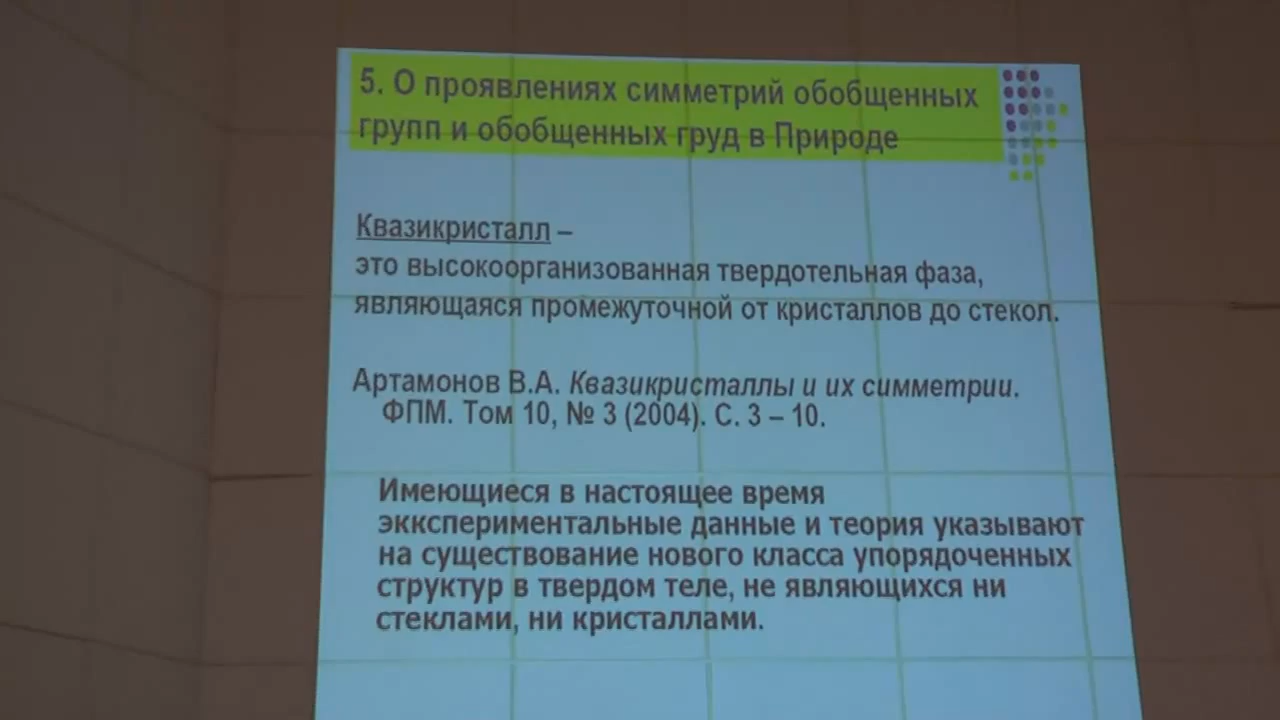 5. О проявлениях симметрий обобщенных
групп и обобщенных груд в Природе
Квазикристалл –
это высокоорганизованная твердотельная фаза,
являющаяся промежуточной от кристаллов до стекол.
Артамонов В.А. Квазикристаллы и их симметрии.
ФПМ. Том 10, № 3 (2004). С. 3 – 10.
Имеющиеся в настоящее время
эккспериментальные данные и теория указывают
на существование нового класса упорядоченных
структур в твердом теле, не являющихся ни
стеклами, ни кристаллами.